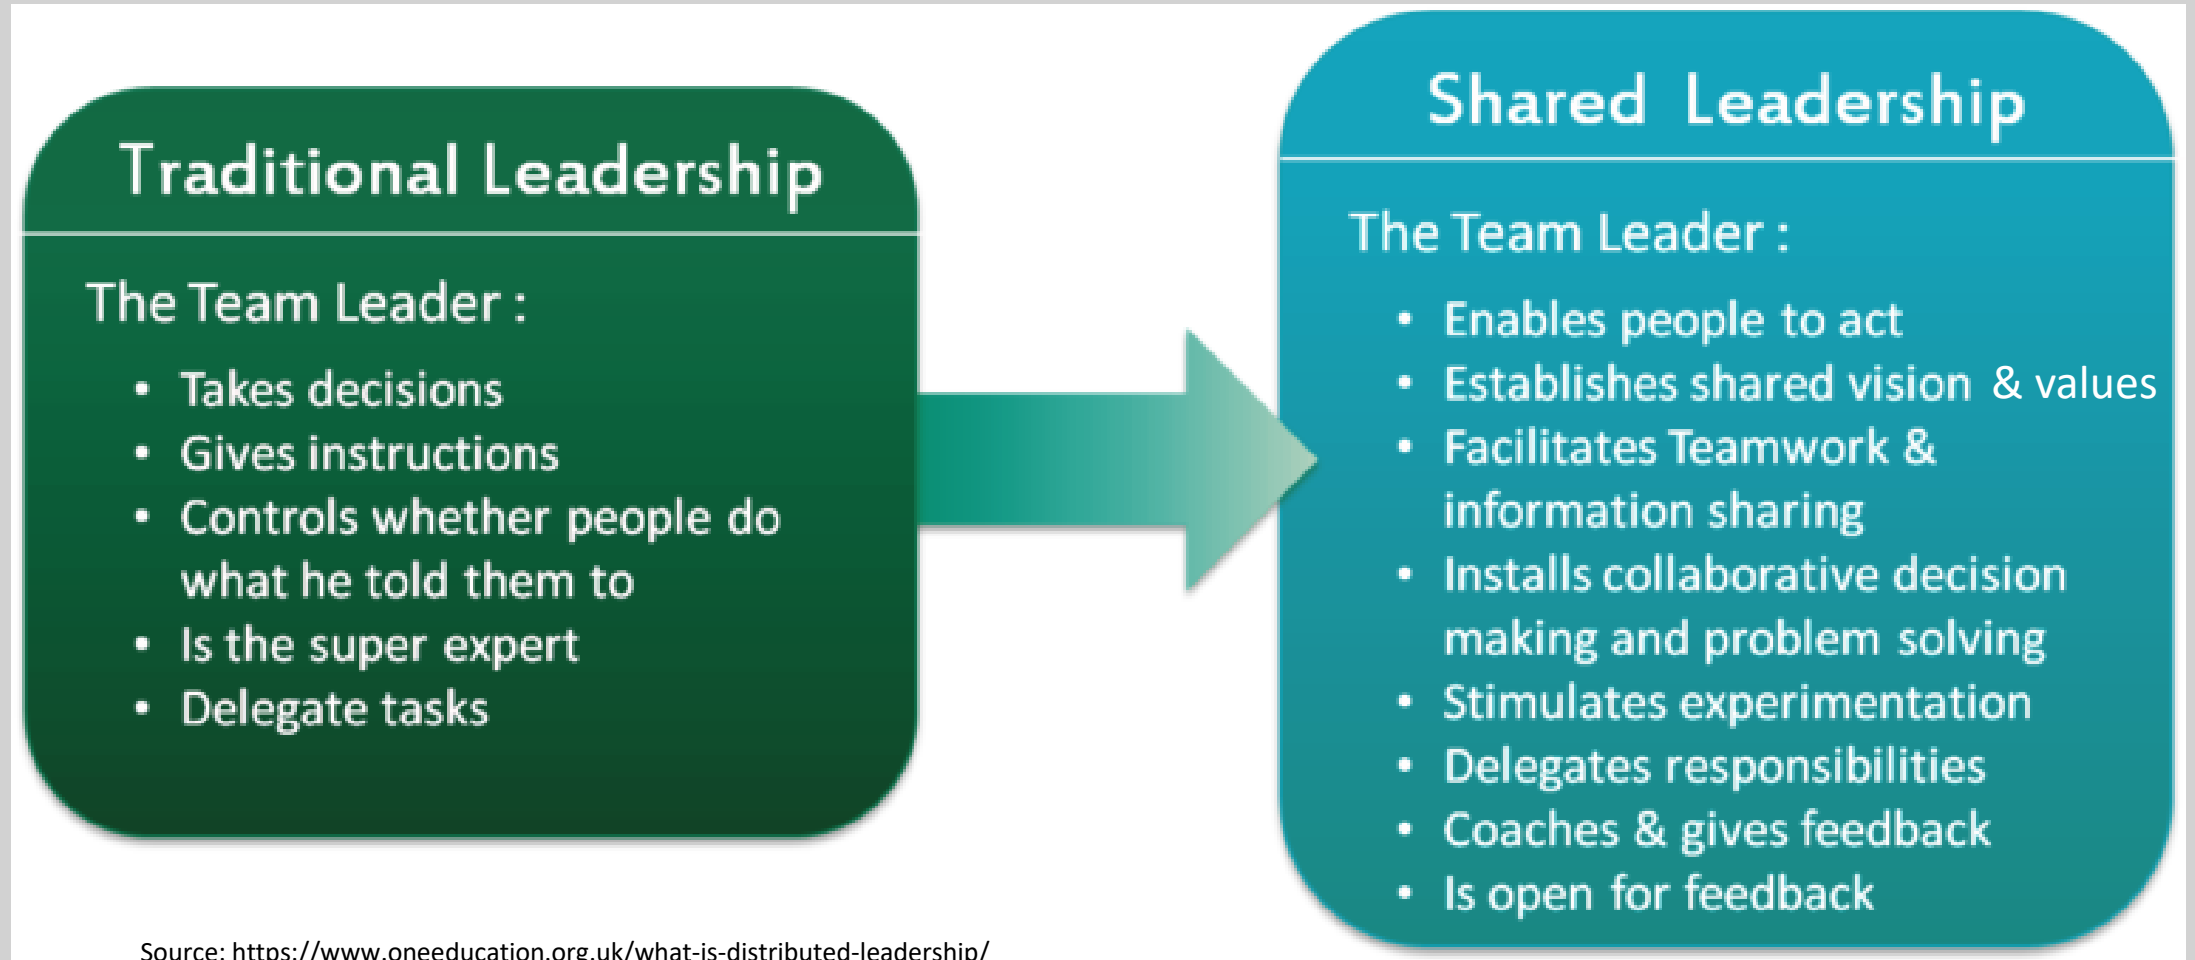 Traditional Leadership
The Team Leader :
• Takes decisions
• Gives instructions
• Controls whether people do
what he told them to
• Is the super expert
• Delegate tasks
Shared Leadership
The Team Leader :
• Enables people to act
• Establishes shared vision & values
• Facilitates Teamwork &
information sharing
• Installs collaborative decision
making and problem solving
• Stimulates experimentation
• Delegates responsibilities
• Coaches & gives feedback
• Is open for feedback
Source: https://www.oneeducation.org.uk/what-is-distributed-leadership/